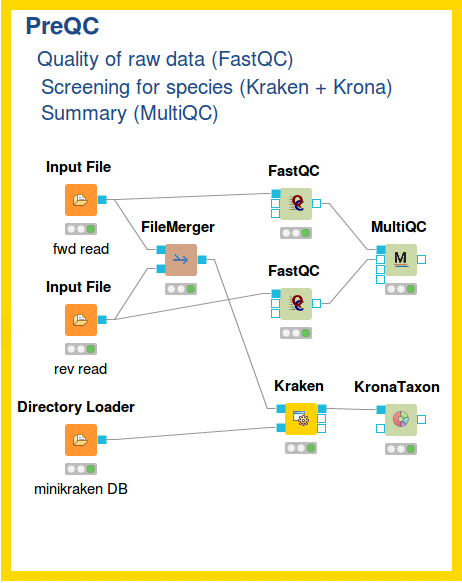 PreQC
Quality of raw data (FastQC)
Screening for species (Kraken + Krona)
Summary (MultiQC)
Input File
fwd read
FileMerger
FastQC
MultiQC
M
Input File
rev read
FastQC
Directory Loader
minikraken DB
Kraken
KronaTaxon